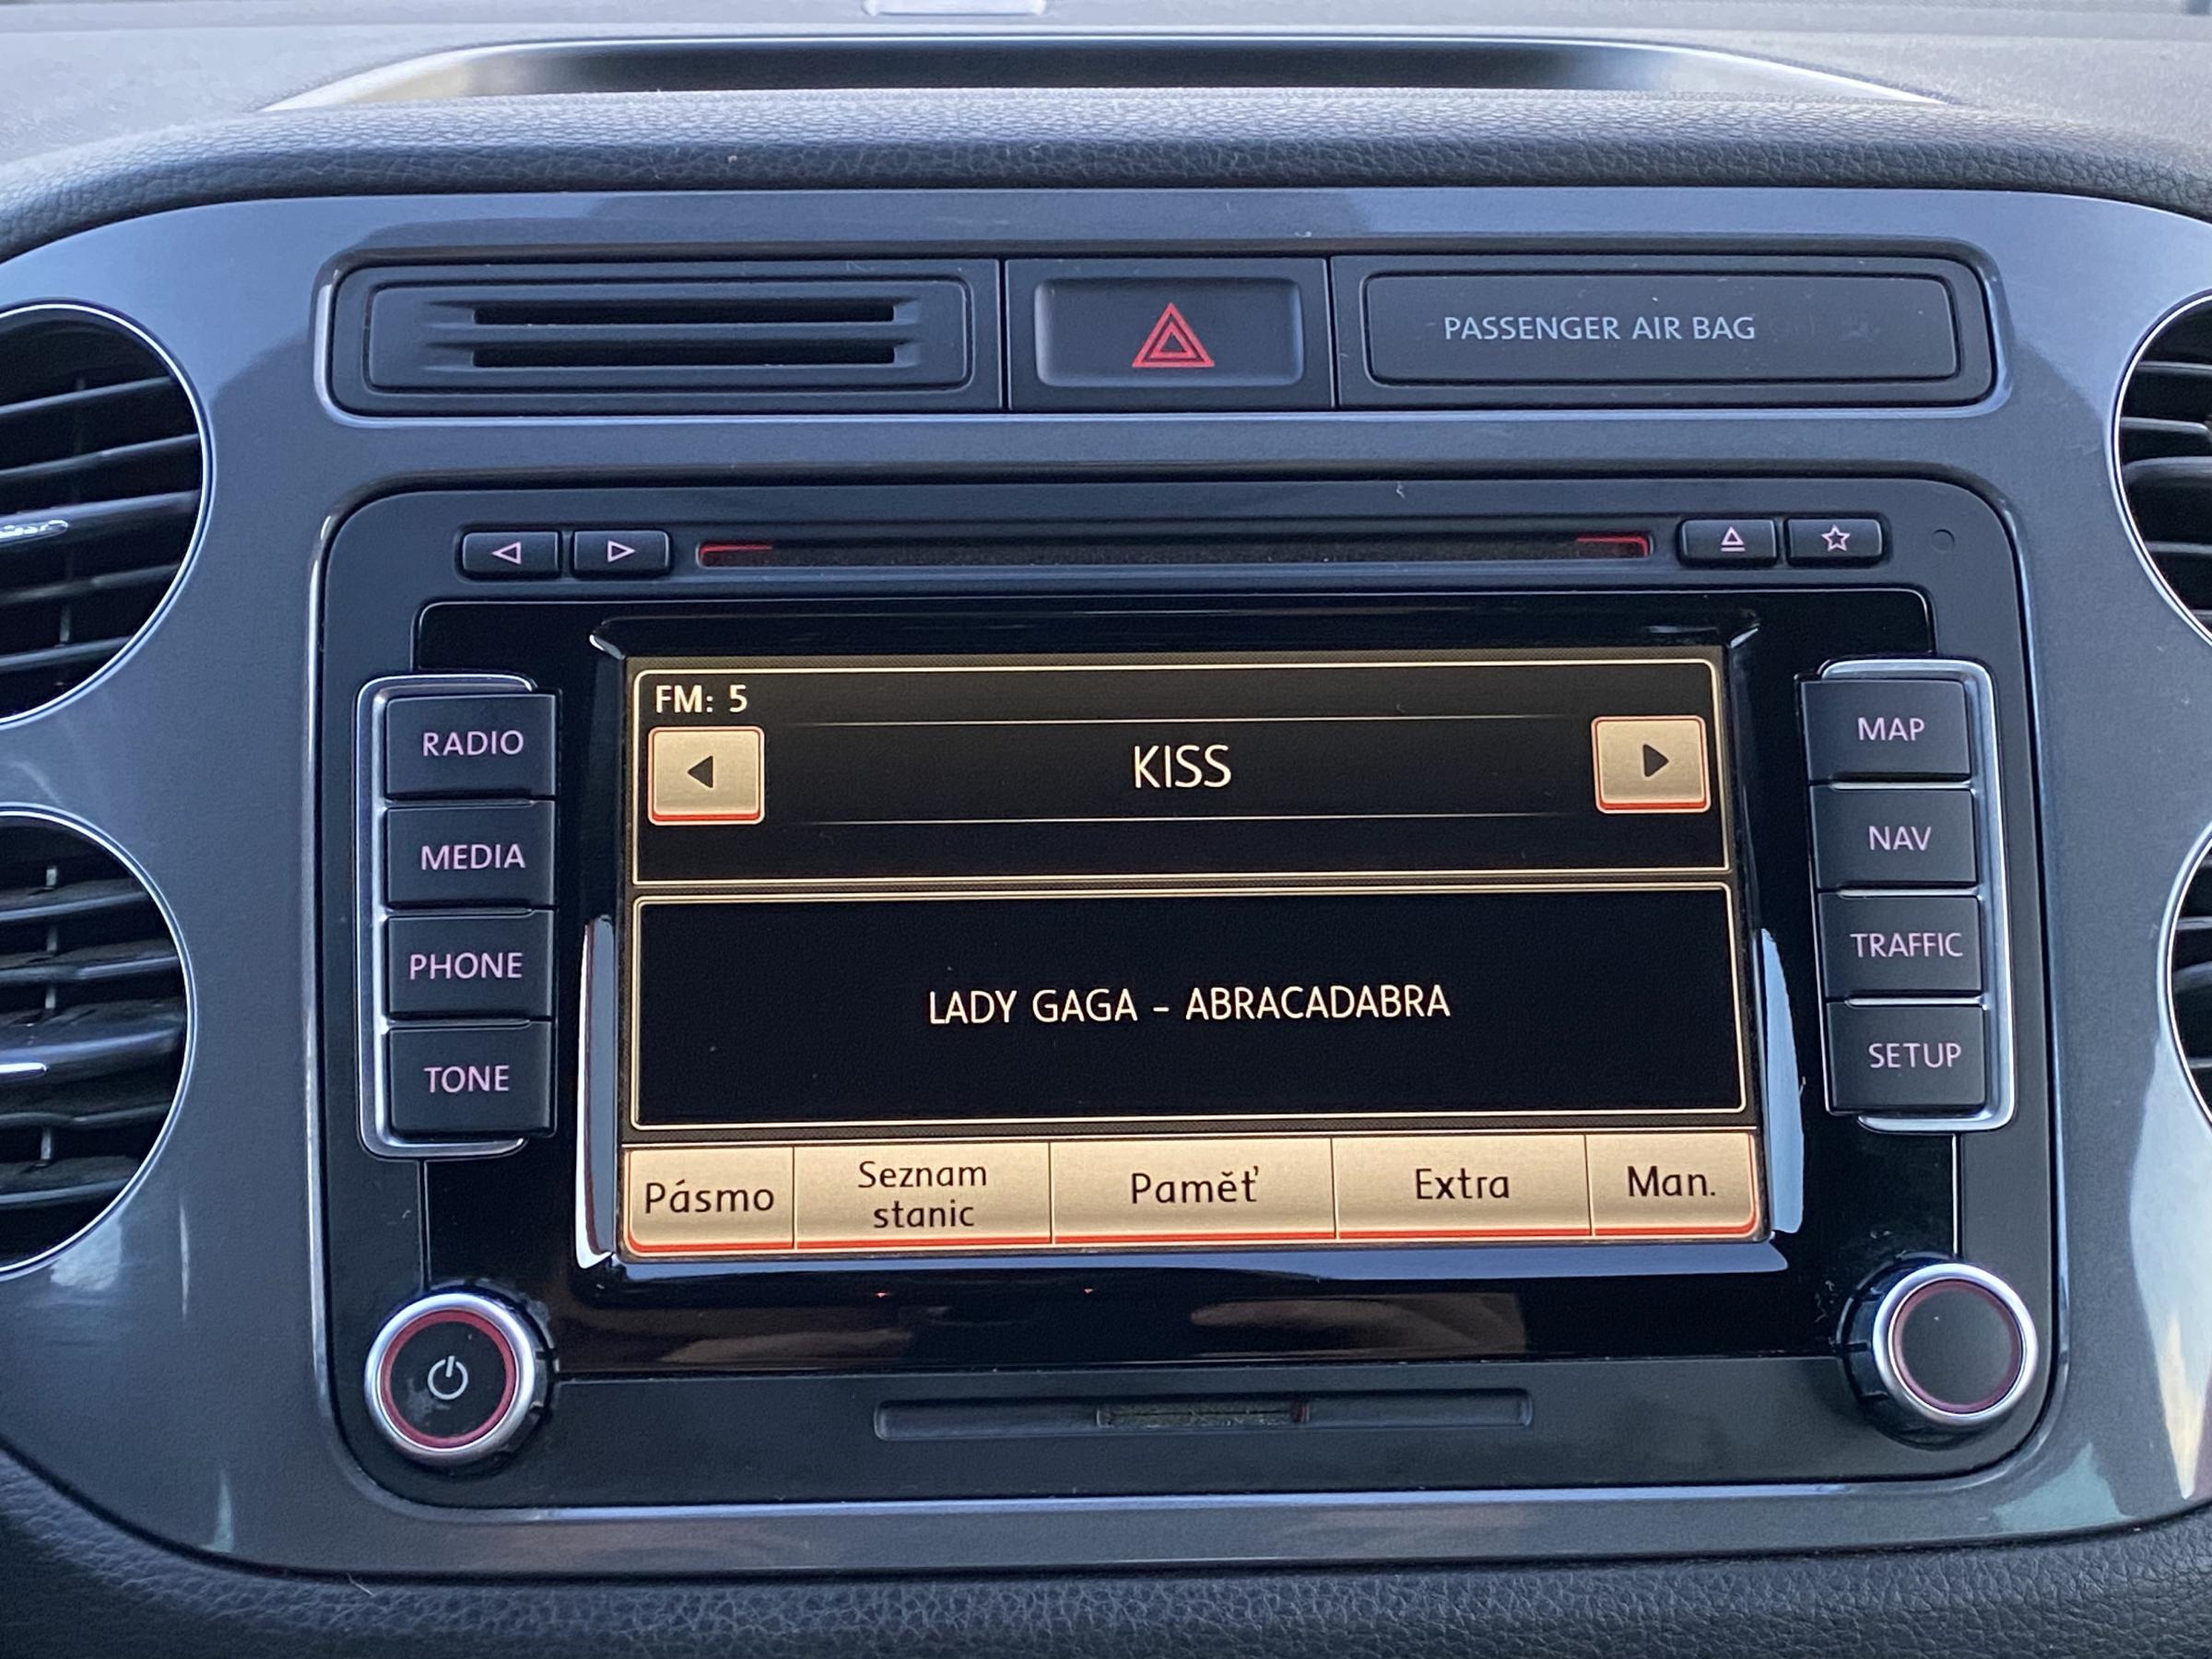 PASSENGER AIR BAG
FM: 5
KISS
RADIO
MEDIA
PHONE
TONE
LADY GAGA - ABRACADABRA
MAP
NAV
TRAFFIC
SETUP
Pásmo
Seznam
stanic
Paměť
Extra
Man.